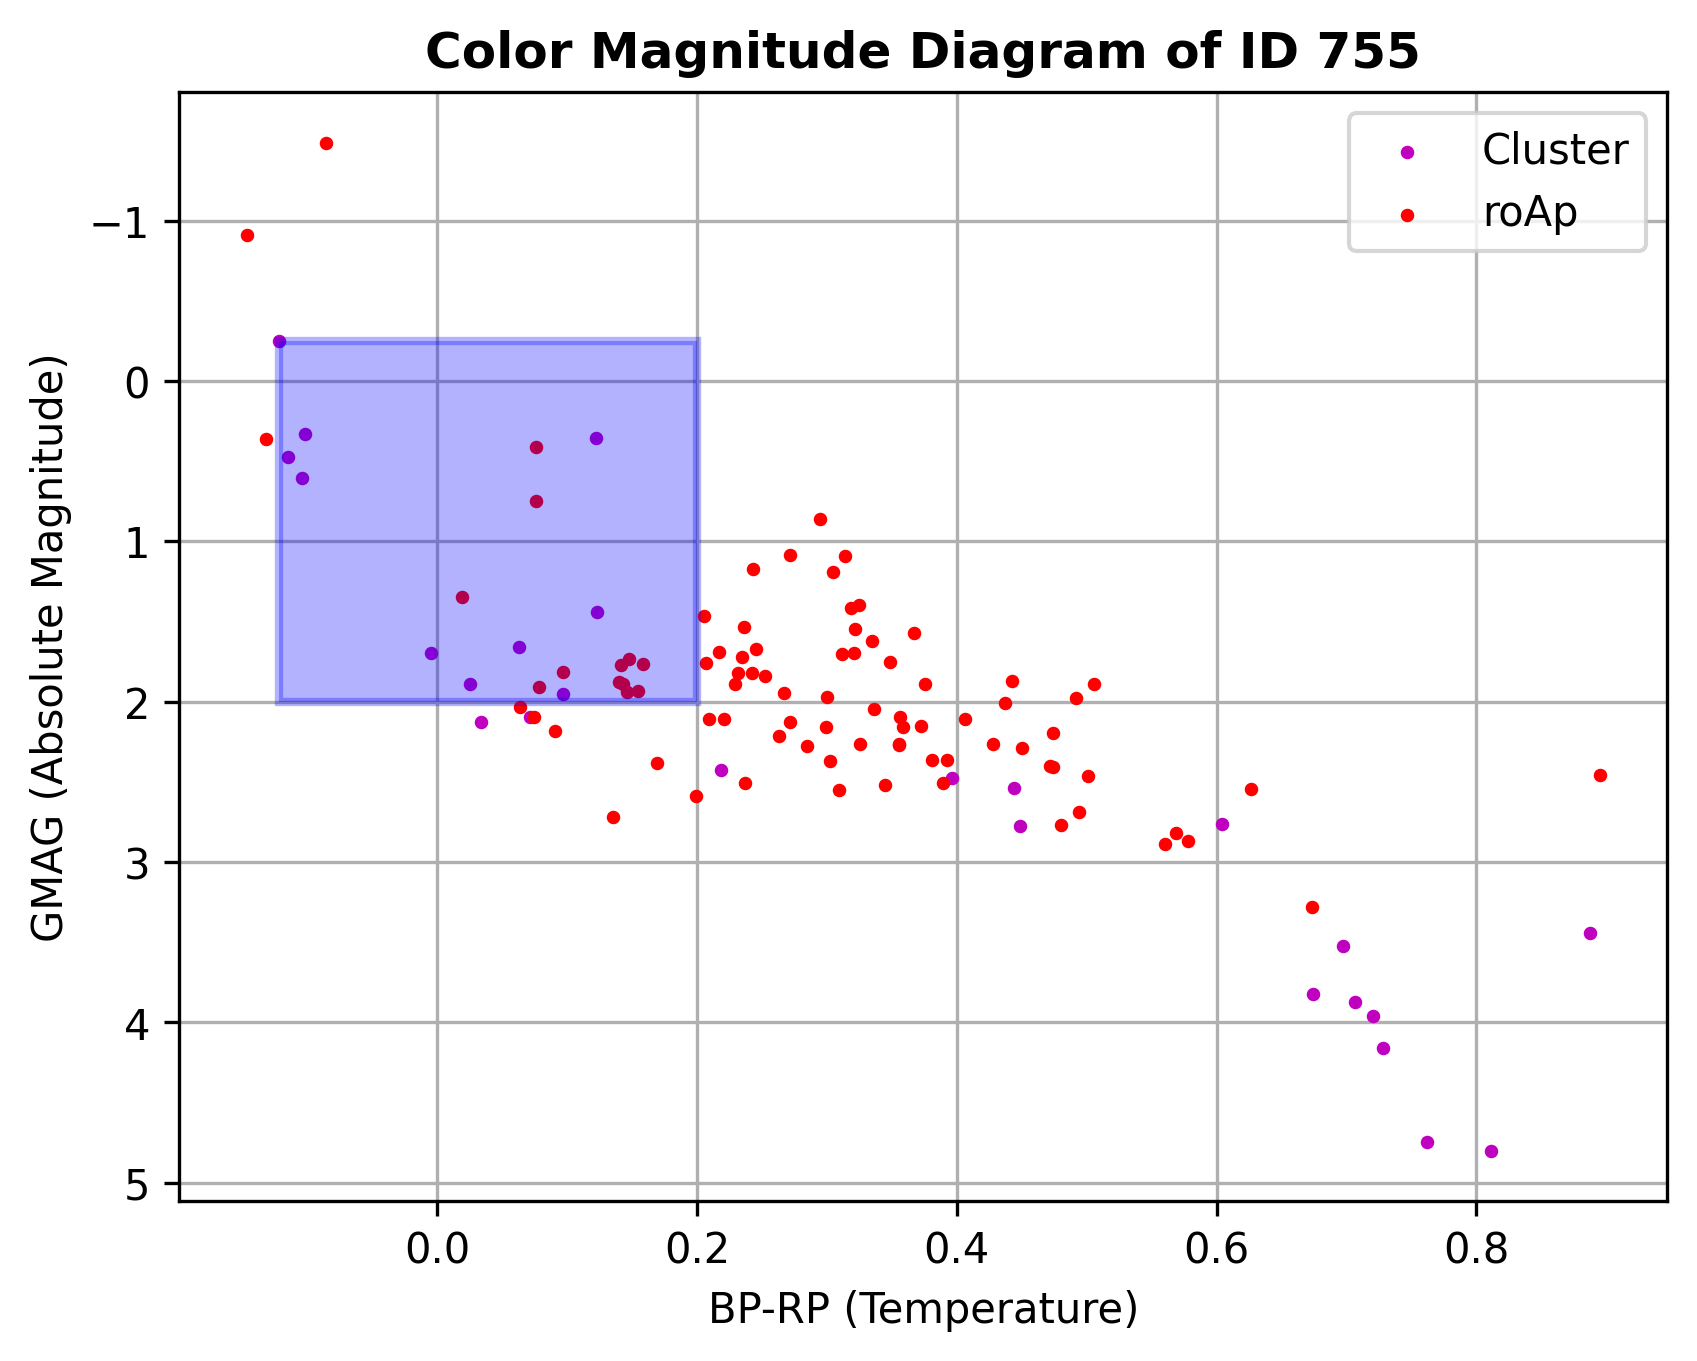 Color Magnitude Diagram of ID 755
Cluster
roAp
−1
0
1
2
3
4
5
GMAG (Absolute Magnitude)
0.0 0.2 0.4 0.6 0.8
BP-RP (Temperature)